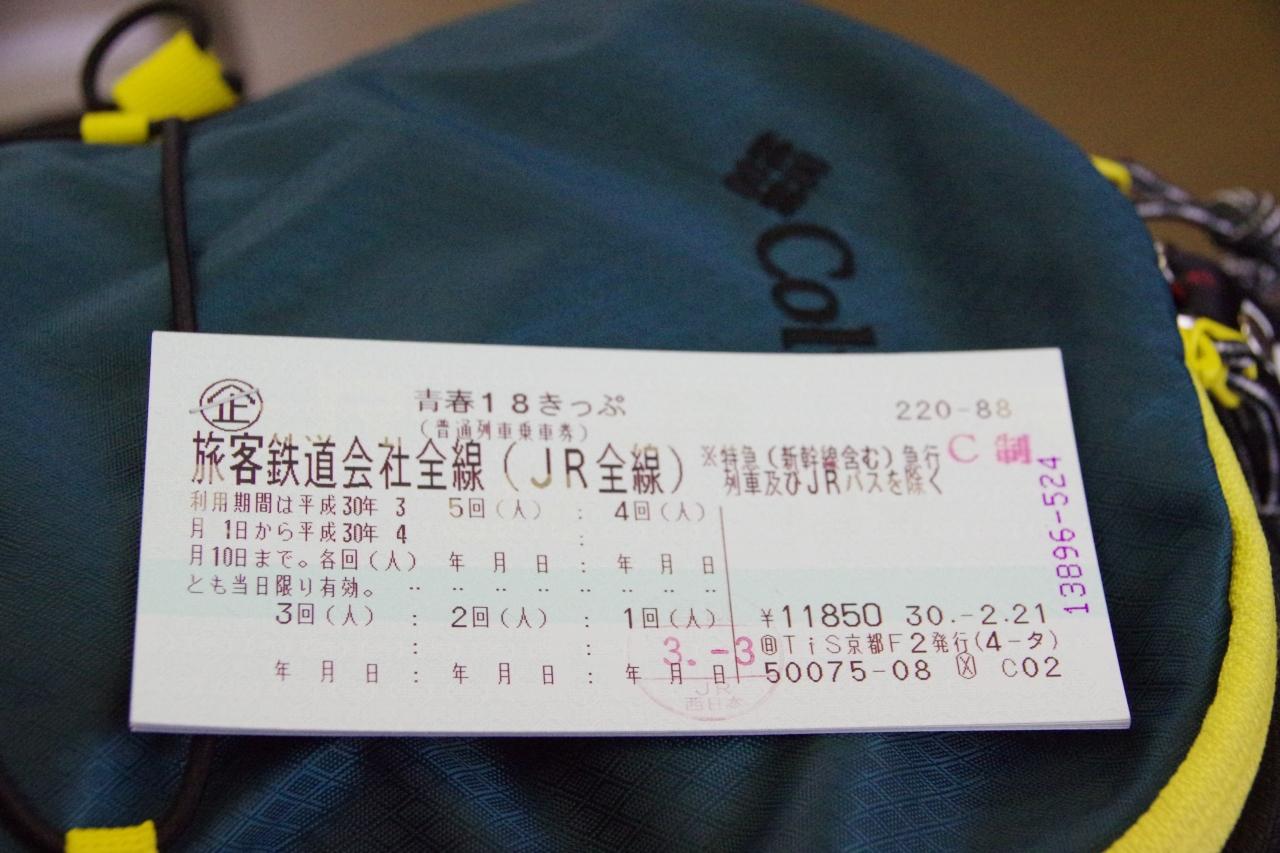 Col
企
青春18きっぷ
220-88
(普通列車乗車券)
C制
旅客鉄道会社全線(JR全線)
※特急(新幹線含む)急行
列車及びJRバスを除く
利用期間は平成30年 3
月 1日から平成30年 4
月10日まで。各回(人)
とも当日限り有効。
5回(人) : 4回(人)
年 月 日 : 年 月 日
3回(人) : 2回(人) : 1回(人)
年 月 日 : 年 月 日 : 年 月 日
3.-3
JR
西日本
¥11850 30.-2.21
TiS京都F2発行(4-タ)
50075-08 C02
13896-524